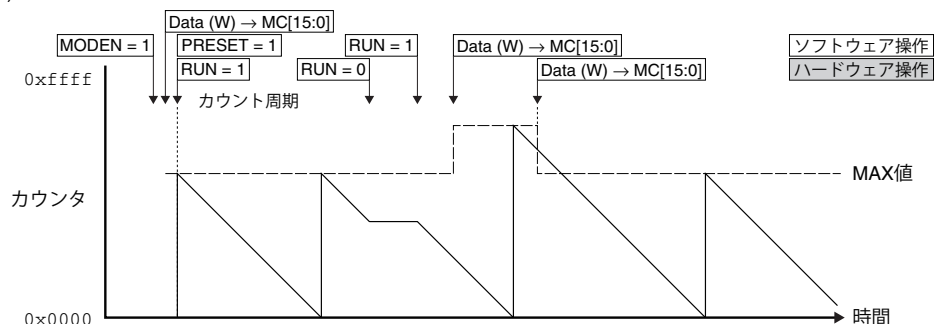 Data (W) → MC[15:0]
MODEN = 1
PRESET = 1
RUN = 1
Data (W) → MC[15:0]
ソフトウェア操作
RUN = 1
RUN = 0
Data (W) → MC[15:0]
ハードウェア操作
0xffff
カウント周期
MAX値
カウンタ
0x0000
時間